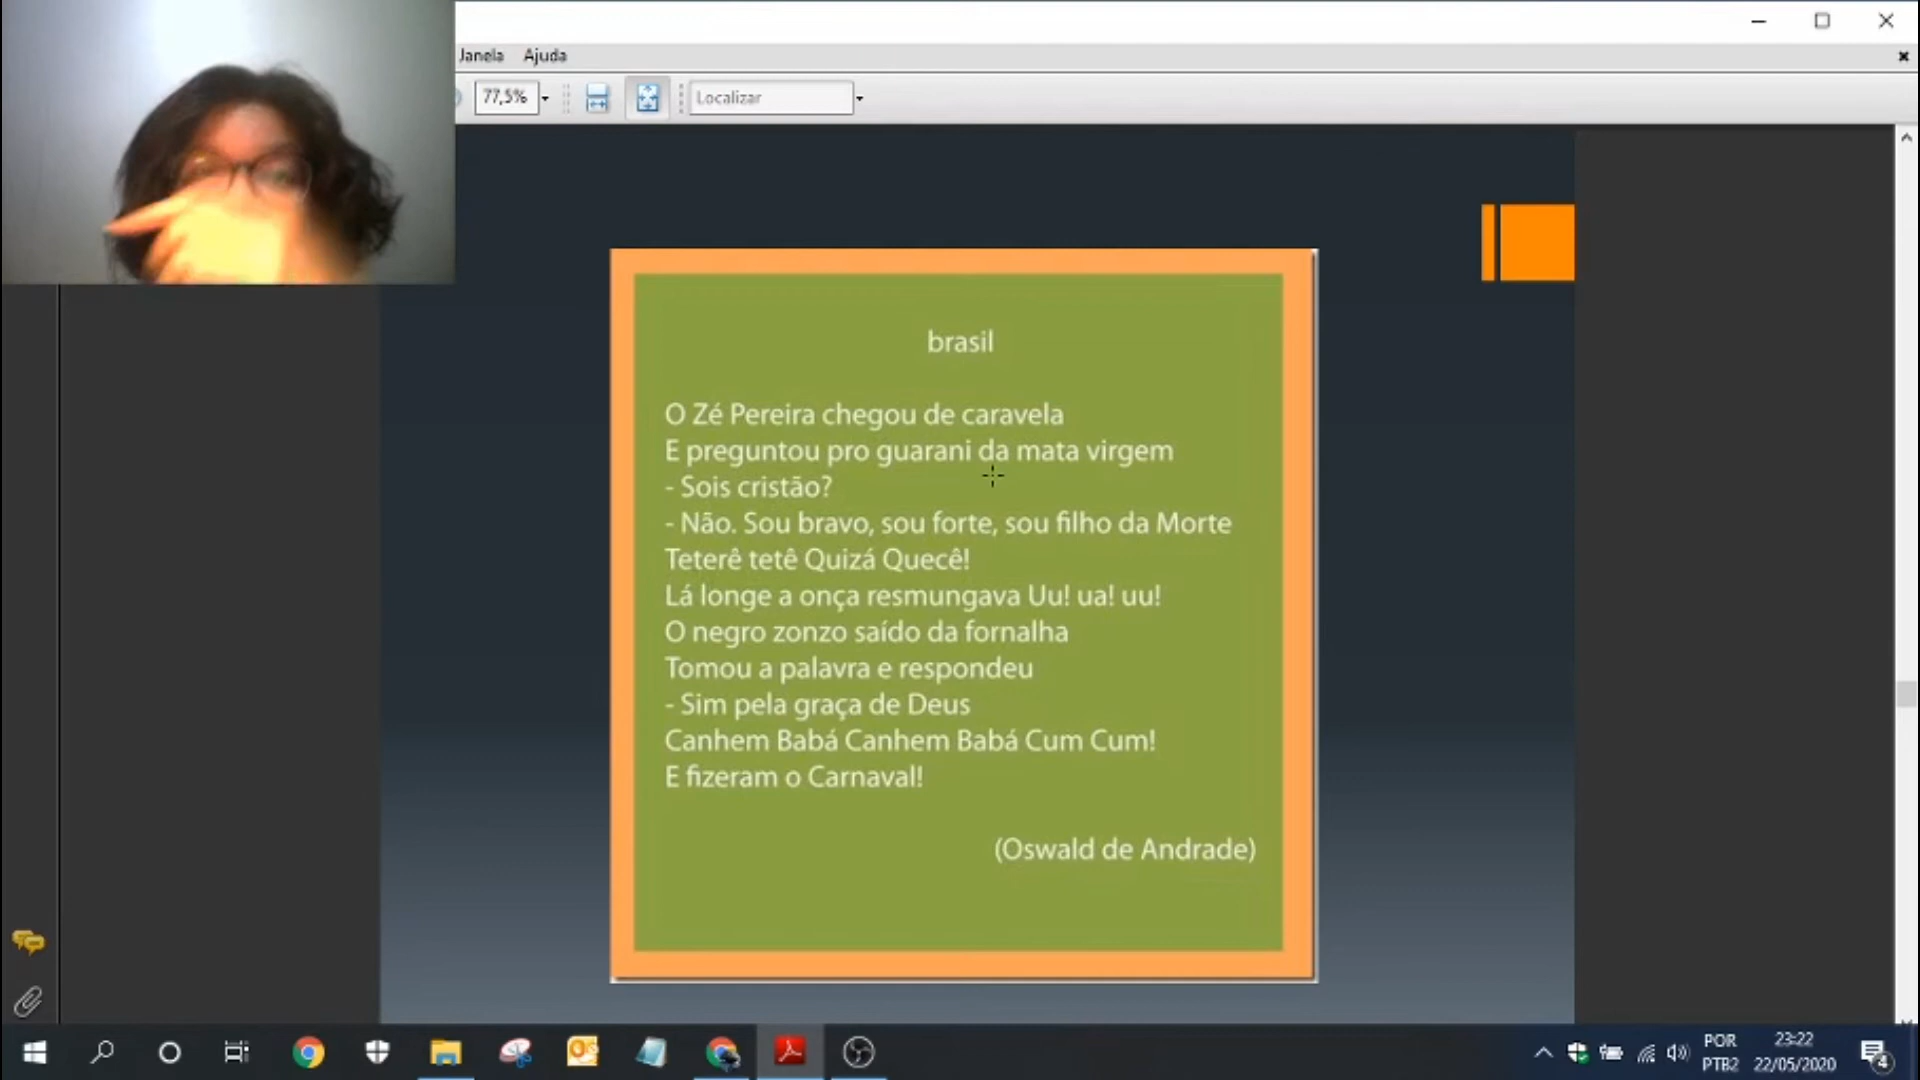 Janela Ajuda
77,5% Localizar
brasil
O Zé Pereira chegou de caravela
E preguntou pro guarani da mata virgem
- Sois cristão?
- Não. Sou bravo, sou forte, sou filho da Morte
Teterê tetê Quizá Quecê!
Lá longe a onça resmungava Uu! ua! uu!
O negro zonzo saído da fornalha
Tomou a palavra e respondeu
- Sim pela graça de Deus
Canhem Babá Canhem Babá Cum Cum!
E fizeram o Carnaval!
(Oswald de Andrade)
POR 23:22
PTB2 22/05/2020 4